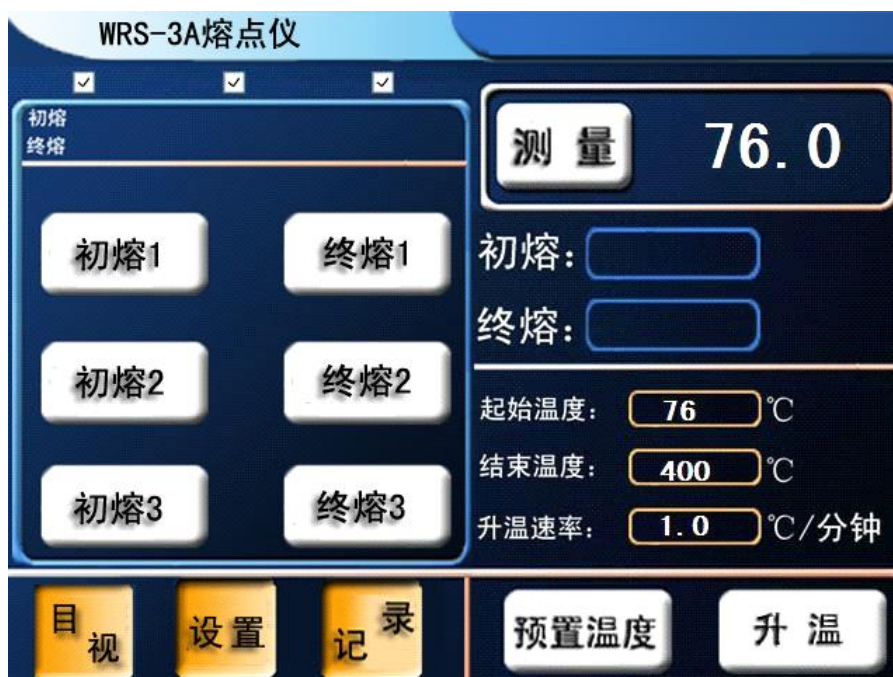 WRS-3A熔点仪
初熔
终熔
测 量 76.0
初熔1 终熔1
初熔:
终熔:
初熔2 终熔2
起始温度: 76 ℃
结束温度: 400 ℃
初熔3 终熔3
升温速率: 1.0 ℃/分钟
目视 设置 记录 预置温度 升 温